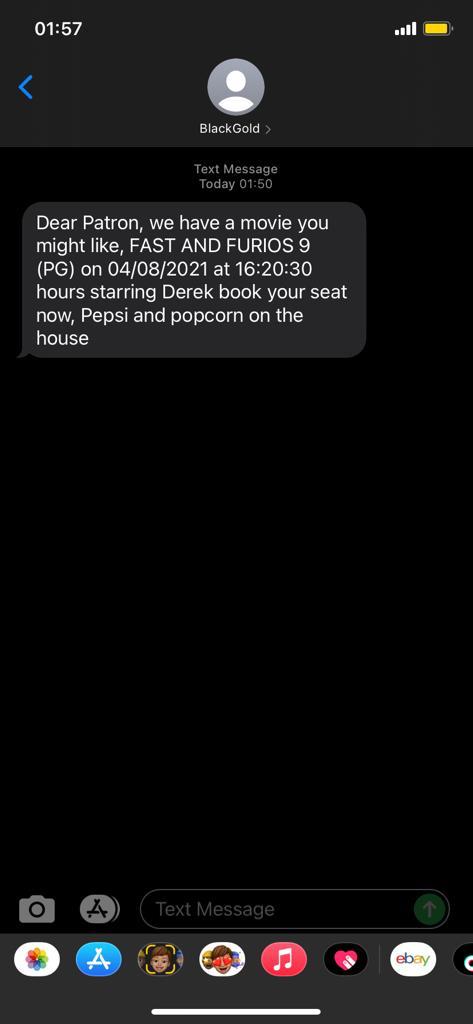 01:57
BlackGold
Text Message
Today 01:50
Dear Patron, we have a movie you
might like, FAST AND FURIOS 9
(PG) on 04/08/2021 at 16:20:30
hours starring Derek book your seat
now, Pepsi and popcorn on the
house
Text Message
ebay